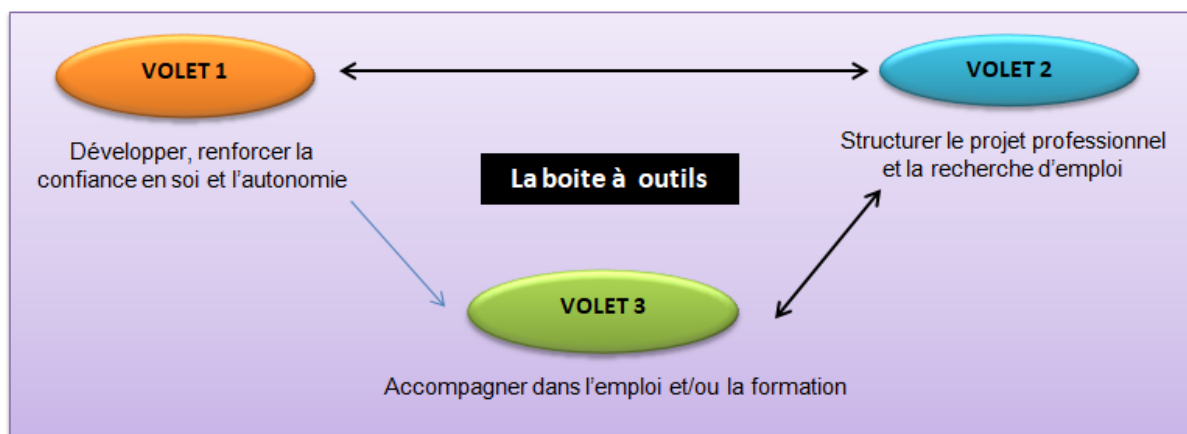 VOLET 1
VOLET 2
Développer, renforcer la
confiance en soi et l'autonomie
Structurer le projet professionnel
et la recherche d'emploi
La boite à outils
VOLET 3
Accompagner dans l'emploi et/ou la formation